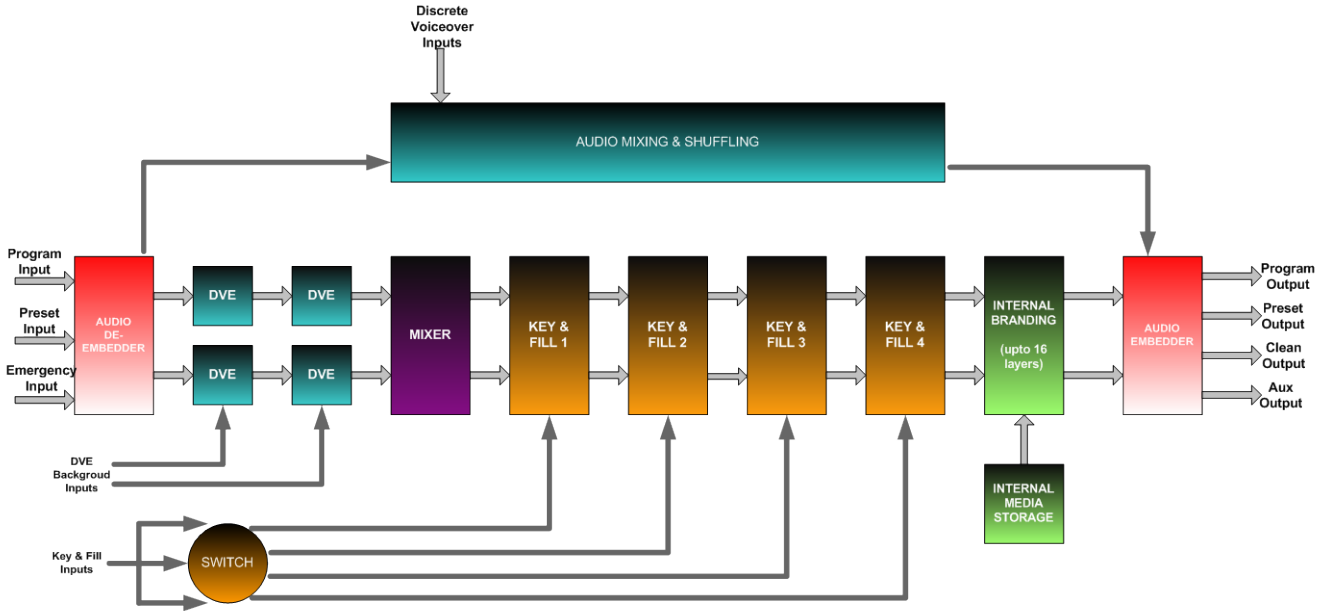 Discrete
Voiceover
Inputs
AUDIO MIXING & SHUFFLING
Program
Input
Preset
Input
Emergency
Input
AUDIO
DE-
EMBEDDER
DVE
DVE
DVE
DVE
MIXER
KEY &
FILL 1
KEY &
FILL 2
KEY &
FILL 3
KEY &
FILL 4
INTERNAL
BRANDING
(upto 16
layers)
AUDIO
EMBEDDER
Program
Output
Preset
Output
Clean
Output
Aux
Output
DVE
Backgroud
Inputs
INTERNAL
MEDIA
STORAGE
Key & Fill
Inputs
SWITCH